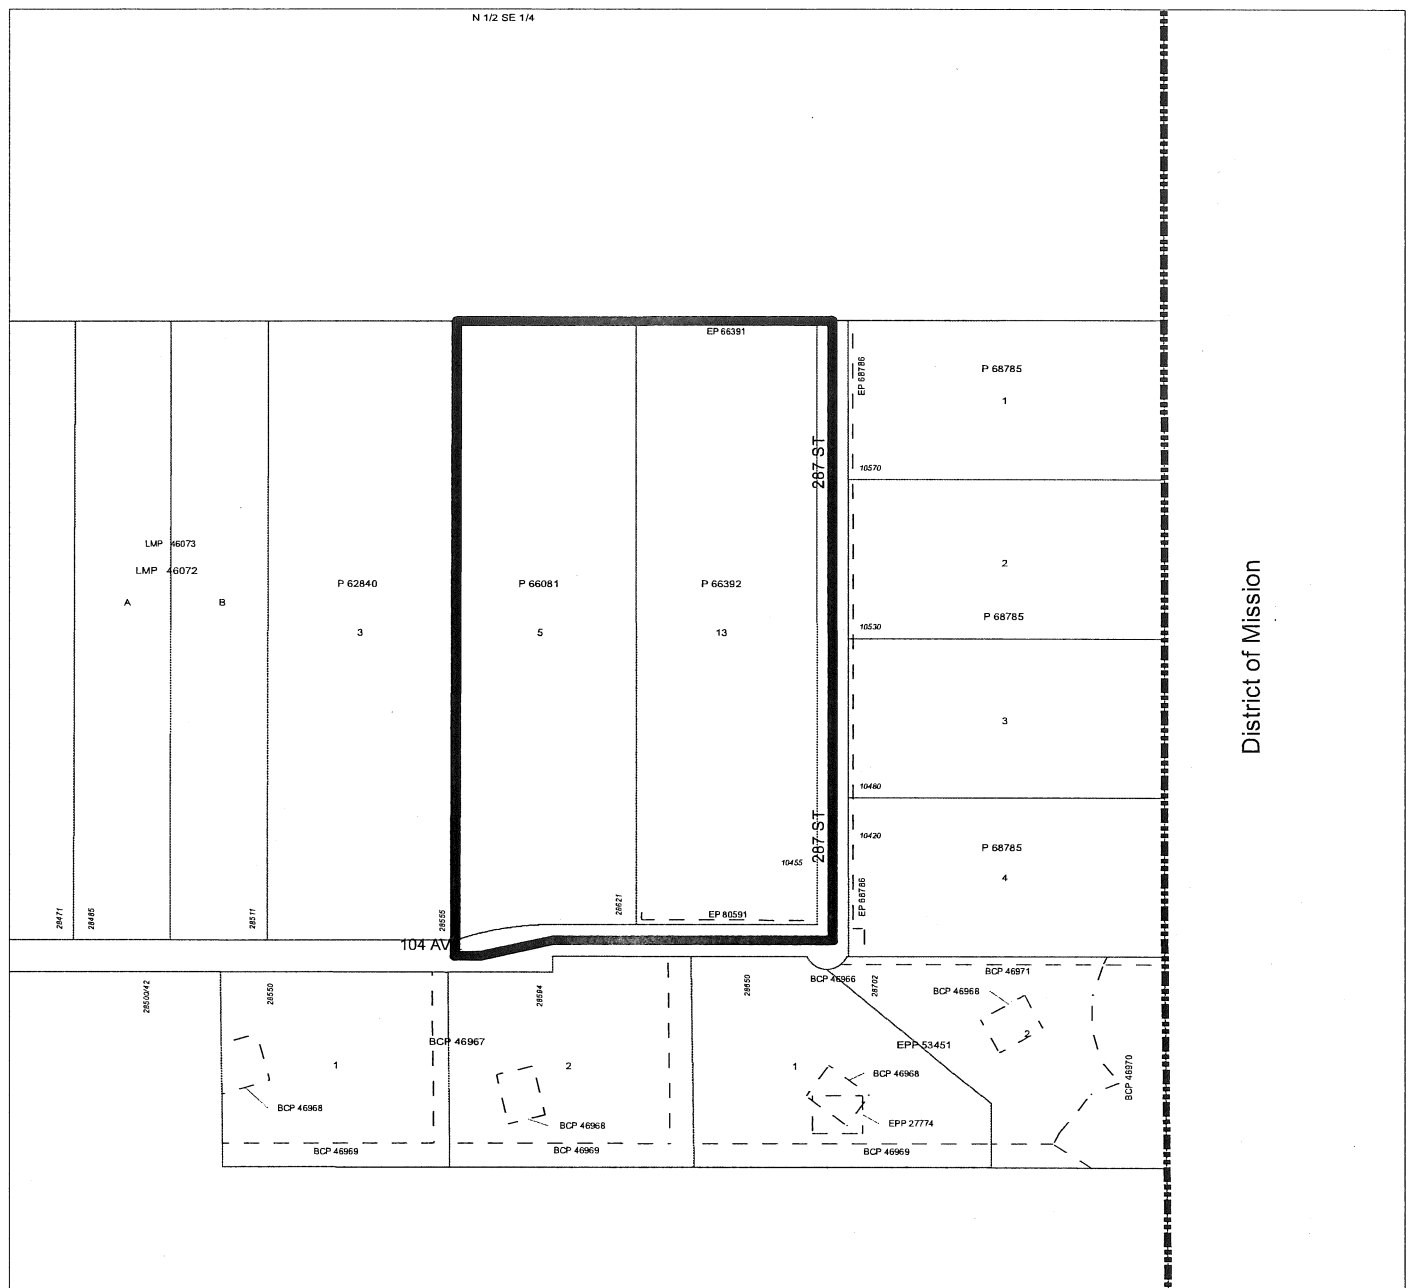 N 1/2 SE 1/4
EP 66391
EP 68786
P 68785
1
287 ST
10570
LMP 46073
LMP 46072
A
B
P 62840
3
P 66081
5
P 66392
13
2
10530
P 68785
3
District of Mission
10480
10420
P 68785
4
287 ST
10455
EP 68786
28471
28485
28511
28555
28621
EP 80591
104 AV
28500/42
28550
28594
28650
BCP 46966
28702
BCP 46971
BCP 46968
2
BCP 46967
EPP 53451
1
2
1
BCP 46968
BCP 46970
BCP 46968
BCP 46968
EPP 27774
BCP 46969
BCP 46969
BCP 46969